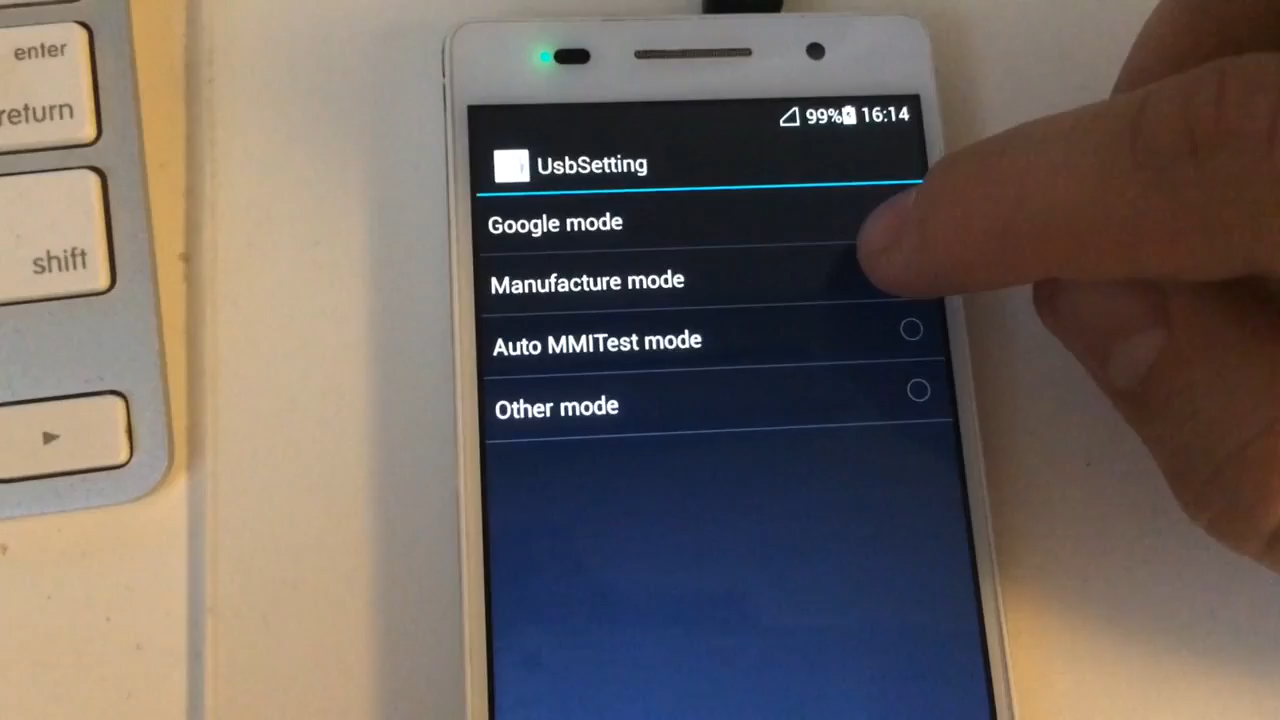 enter
return
shift
99% 16:14
UsbSetting
Google mode
Manufacture mode
Auto MMITest mode
Other mode